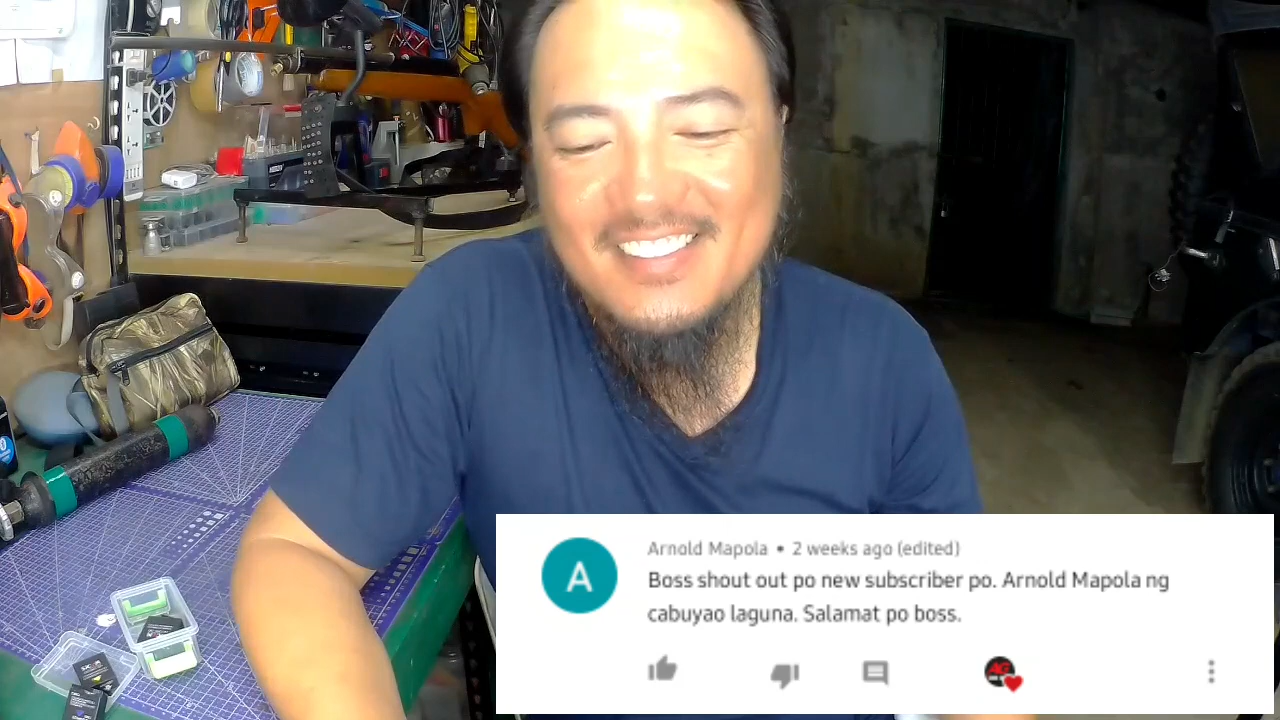 Arnold Mapola • 2 weeks ago (edited)
Boss shout out po new subscriber po. Arnold Mapola ng
cabuyao laguna. Salamat po boss.
A
AG